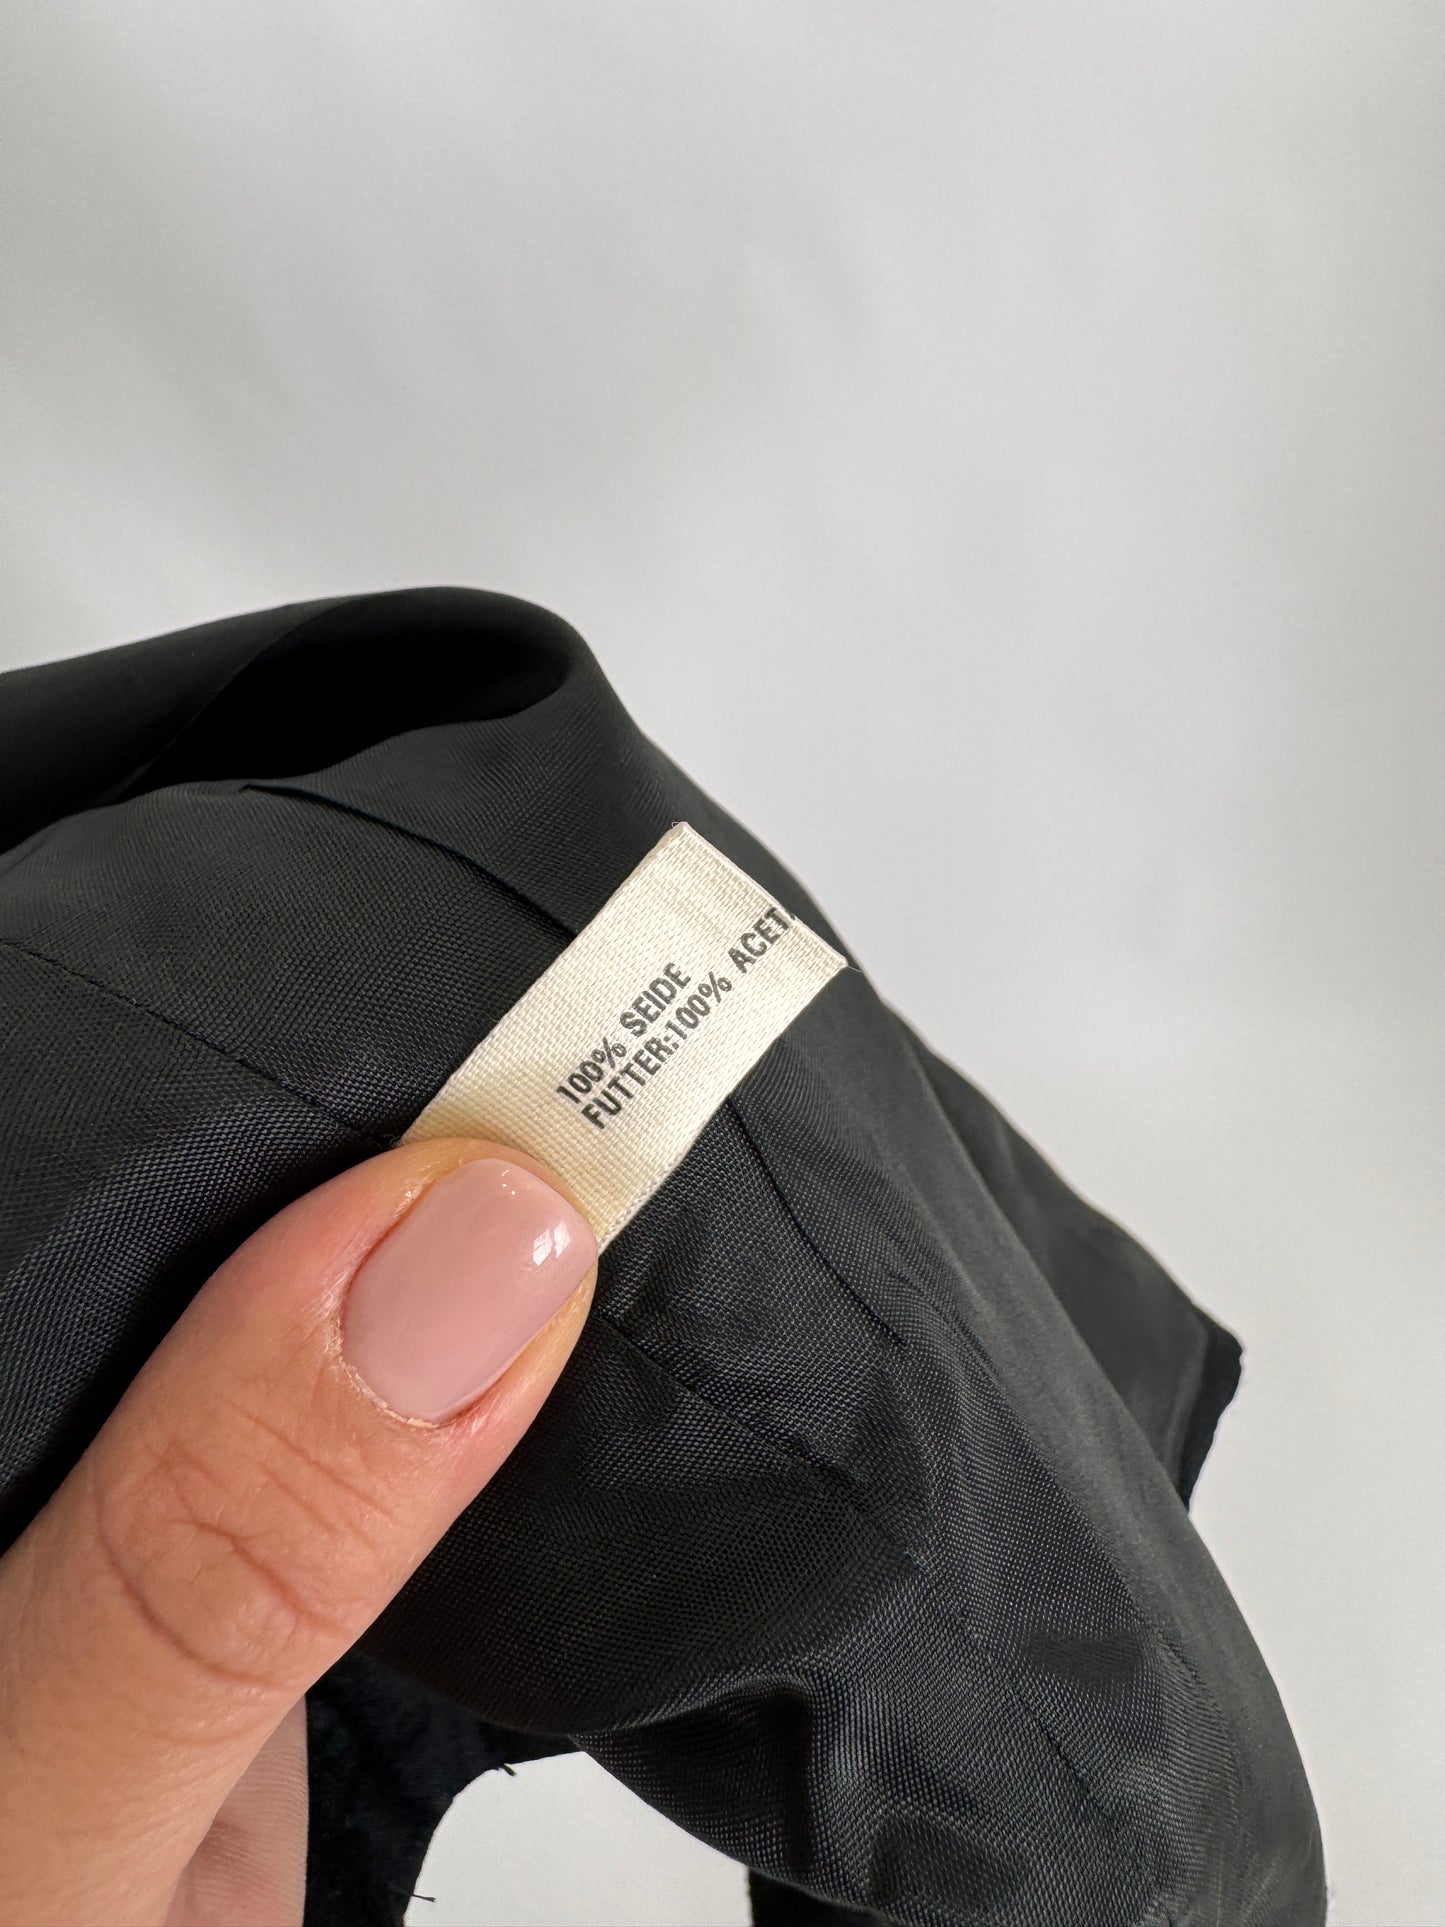 100% SEIDE
FUTTER:100% ACET